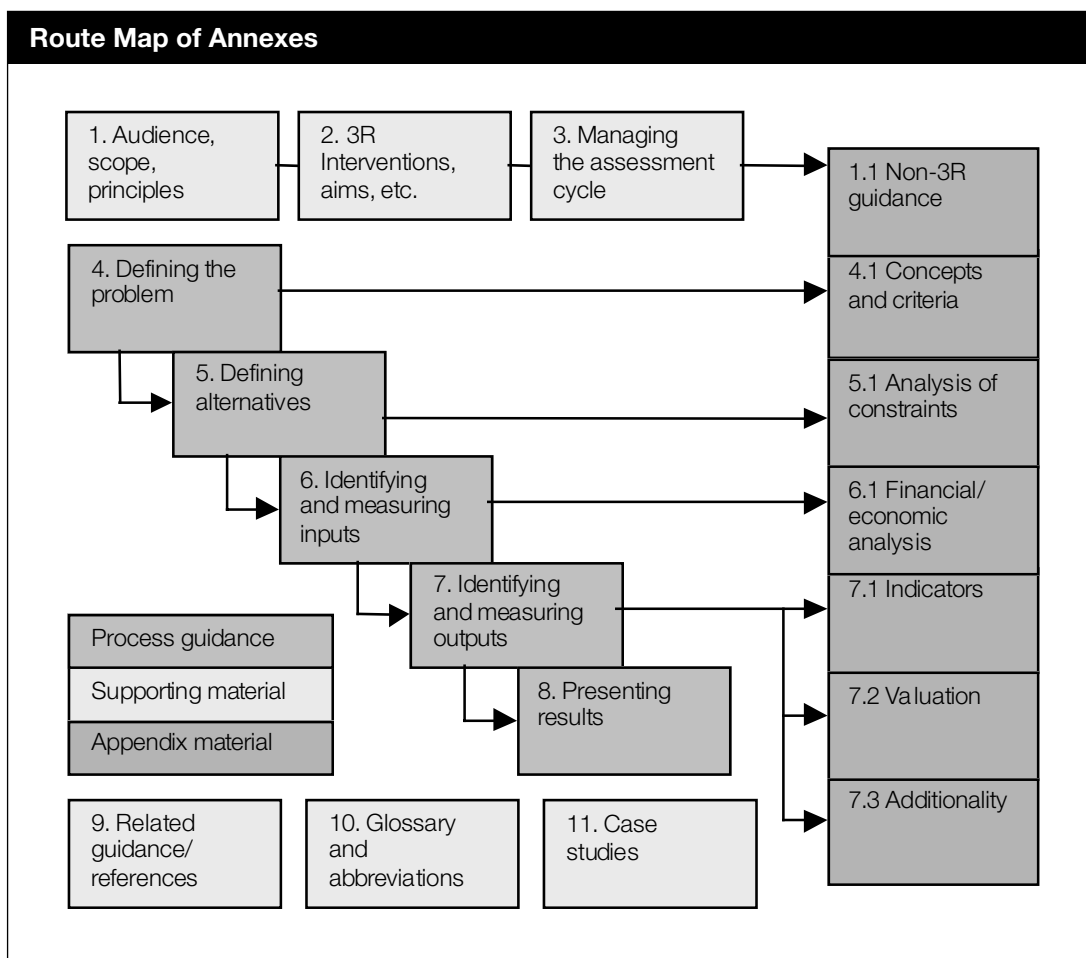 Route Map of Annexes
1. Audience,
scope,
principles
2. 3R
Interventions,
aims, etc.
3. Managing
the assessment
cycle
1.1 Non-3R
guidance
4. Defining the
problem
4.1 Concepts
and criteria
5. Defining
alternatives
5.1 Analysis of
constraints
6. Identifying
and measuring
inputs
6.1 Financial/
economic
analysis
7. Identifying
and measuring
outputs
7.1 Indicators
Process guidance
Supporting material
Appendix material
8. Presenting
results
7.2 Valuation
7.3 Additionality
9. Related
guidance/
references
10. Glossary
and
abbreviations
11. Case
studies